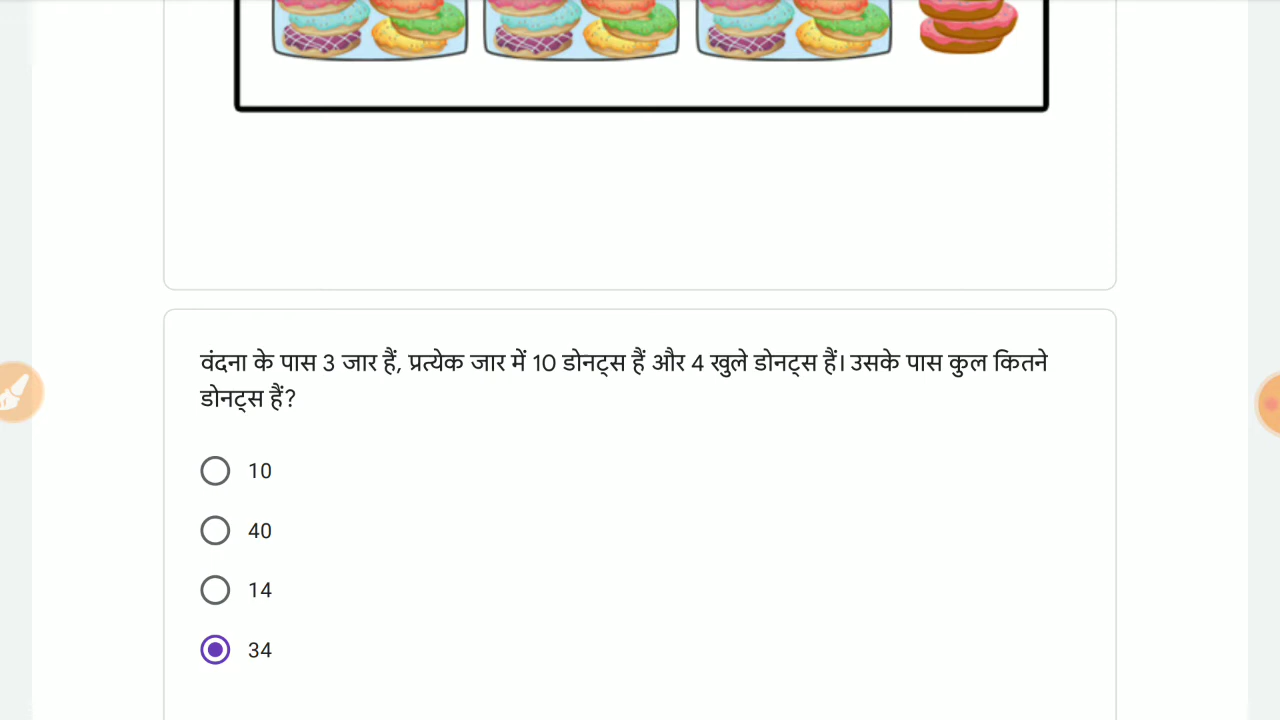 वंदना के पास 3 जार हैं, प्रत्येक जार में 10 डोनट्स हैं और 4 खुले डोनट्स हैं। उसके पास कुल कितने
डोनट्स हैं?
10
40
14
34